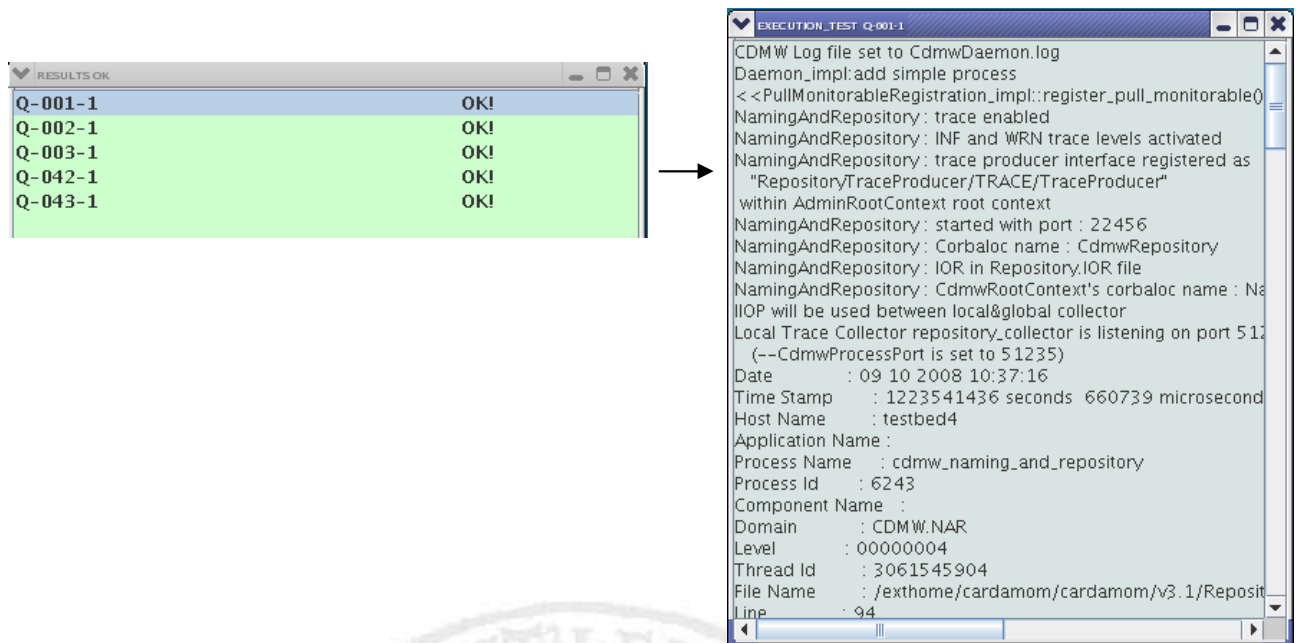 RESULTS OK
Q-001-1 OK!
Q-002-1 OK!
Q-003-1 OK!
Q-042-1 OK!
Q-043-1 OK!
EXECUTION_TEST Q-001-1
CDMW Log file set to CdmwDaemon.log
Daemon_impl:add simple process
<<PullMonitorableRegistration_impl::register_pull_monitorable()
NamingAndRepository : trace enabled
NamingAndRepository : INF and WRN trace levels activated
NamingAndRepository : trace producer interface registered as
"RepositoryTraceProducer/TRACE/TraceProducer"
within AdminRootContext root context
NamingAndRepository : started with port : 22456
NamingAndRepository : Corbaloc name : CdmwRepository
NamingAndRepository : IOR in Repository.IOR file
NamingAndRepository : CdmwRootContext's corbaloc name : Na
IIOP will be used between local&global collector
Local Trace Collector repository_collector is listening on port 512
(--CdmwProcessPort is set to 51235)
Date : 09 10 2008 10:37:16
Time Stamp : 1223541436 seconds 660739 microsecond
Host Name : testbed4
Application Name :
Process Name : cdmw_naming_and_repository
Process Id : 6243
Component Name :
Domain : CDMW.NAR
Level : 00000004
Thread Id : 3061545904
File Name : /exthome/cardamom/cardamom/v3.1/Reposit
Line : 94